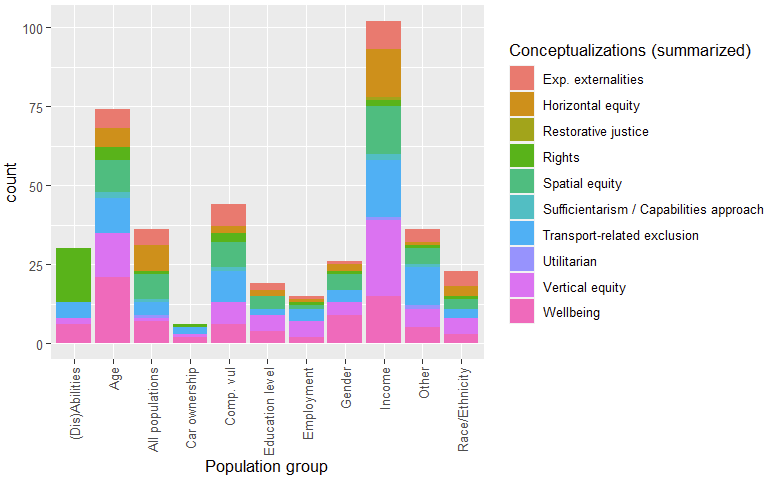 100
75
50
25
0
count
(Dis)Abilities
Age
All populations
Car ownership
Comp. vul
Education level
Employment
Gender
Income
Other
Race/Ethnicity
Population group
Conceptualizations (summarized)
Exp. externalities
Horizontal equity
Restorative justice
Rights
Spatial equity
Sufficientarism / Capabilities approach
Transport-related exclusion
Utilitarian
Vertical equity
Wellbeing